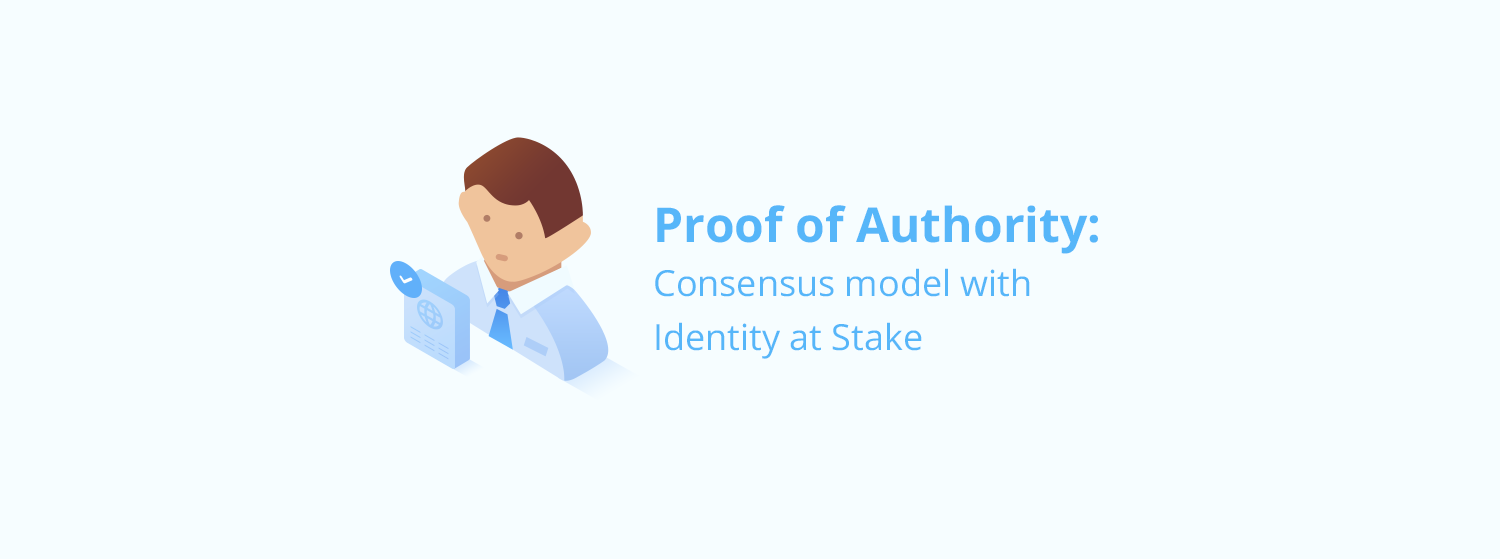 Proof of Authority:
Consensus model with
Identity at Stake